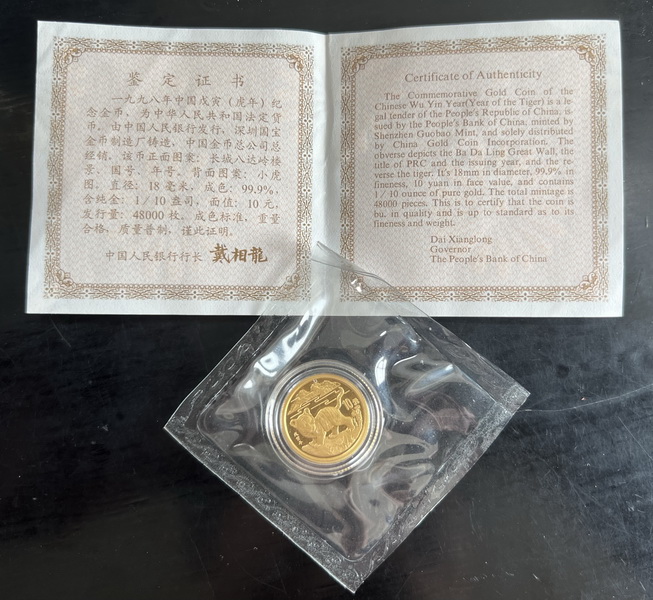 鉴定证书
一九九八年中国戊寅（虎年）纪
念金币，为中华人民共和国法定货
币，由中国人民银行发行，深圳国宝
金币制造厂铸造，中国金币总公司总
经销。该币正面图案：长城八达岭楼
景、国号、年号。背面图案：小虎
图；直径：18毫米，成色：99.9%，
含纯金：1/10盎司，面值：10元，
发行量：48000枚。成色标准，重量
合格，质量普制，谨此证明。
中国人民银行行长 戴相龍
Certificate of Authenticity
The Commemorative Gold Coin of the
Chinese Wu Yin Year(Year of the Tiger) is a le
gal tender of the People's Republic of China, is-
sued by the People's Bank of China, minted by
Shenzhen Guobao Mint, and solely distributed
by China Gold Coin Incorporation. The
obverse depicts the Ba Da Ling Great Wall, the
title of PRC and the issuing year, and the re-
verse the tiger. It's 18mm in diameter, 99.9% in
fineness, 10 yuan in face value, and contains
1/10 ounce of pure gold. The total mintage is
48000 pieces. This is to certify that the coin is
bu. in quality and is up to standard as to its
fineness and weight.
Dai Xianglong
Governor
The People's Bank of China